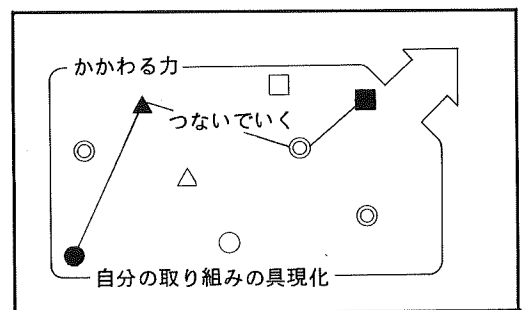 かかわる力
つないでいく
自分の取り組みの具現化